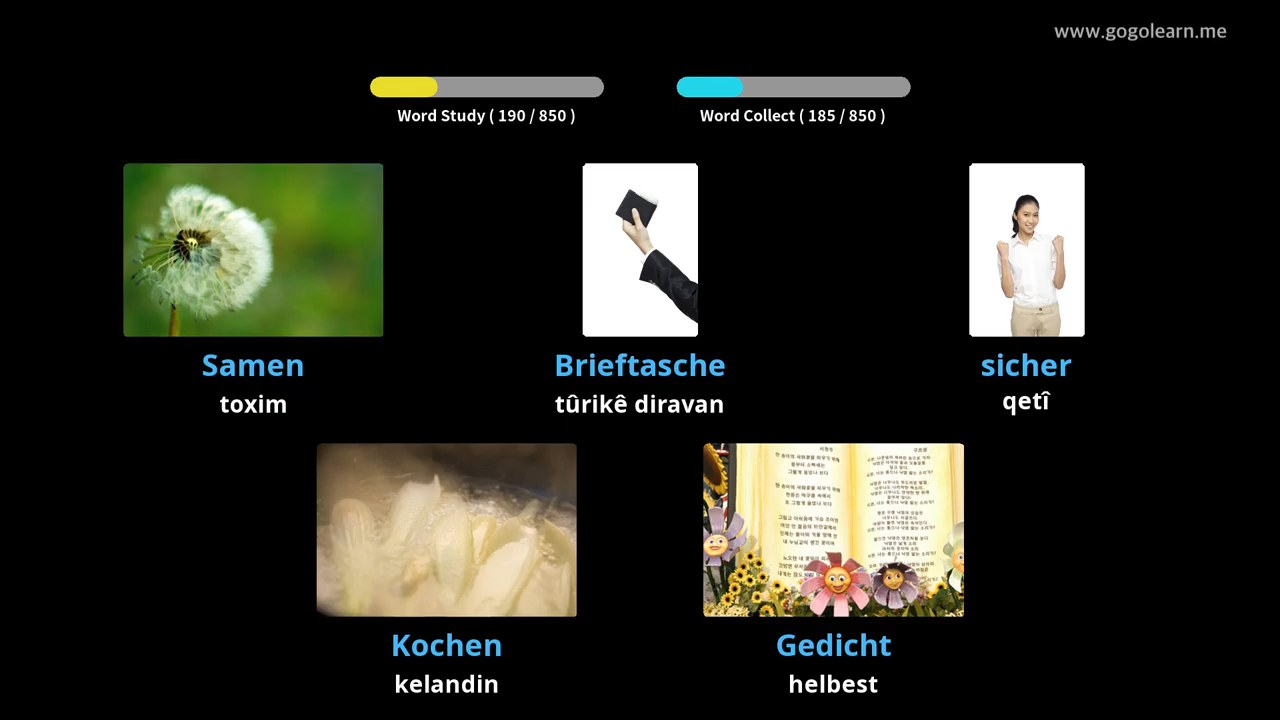 www.gogolearn.me
Word Study ( 190 / 850 )
Word Collect ( 185 / 850 )
Samen
toxim
Brieftasche
tûrikê diravan
sicher
qetî
Kochen
kelandin
Gedicht
helbest